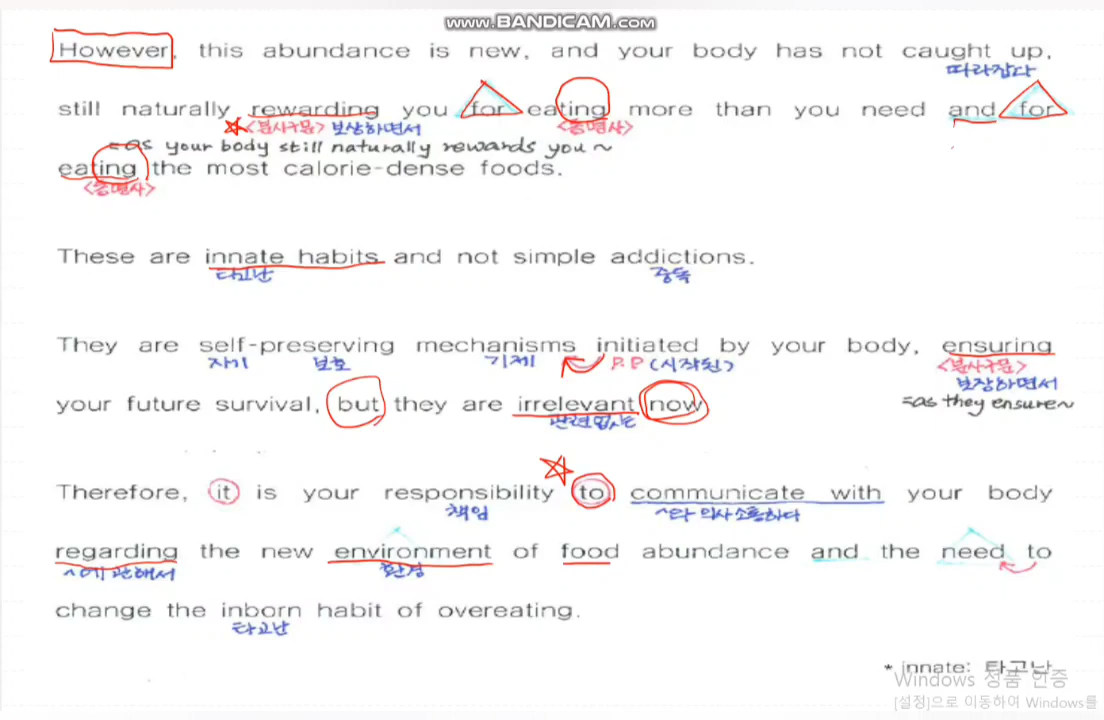 WWW.BANDICAM.COM
However, this abundance is new, and your body has not caught up,
따라잡다
still naturally rewarding you for eating more than you need and for
<분사구문> 보상하면서 <동명사>
=as your body still naturally rewards you~
eating the most calorie-dense foods.
<동명사>
These are innate habits and not simple addictions.
타고난 중독
They are self-preserving mechanisms initiated by your body, ensuring
자기 보호 기제 P.P (시작된) <분사구문>
보장하면서
your future survival, but they are irrelevant now
관련없는 =as they ensure~
Therefore, it is your responsibility to communicate with your body
책임 ~와 의사소통하다
regarding the new environment of food abundance and the need to
~에 관해서 환경
change the inborn habit of overeating.
타고난
* innate: 타고난
Windows 정품 인증
[설정]으로 이동하여 Windows를